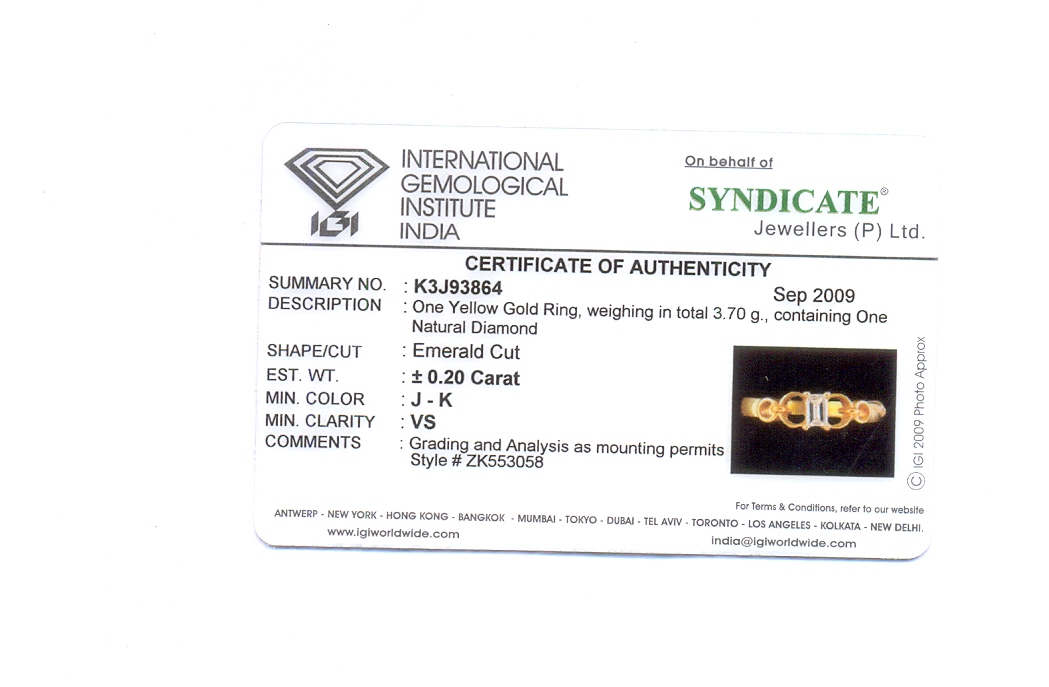 INTERNATIONAL
GEMOLOGICAL
INSTITUTE
INDIA
IGI
On behalf of
SYNDICATE®
Jewellers (P) Ltd.
CERTIFICATE OF AUTHENTICITY
SUMMARY NO. : K3J93864
Sep 2009
DESCRIPTION : One Yellow Gold Ring, weighing in total 3.70 g., containing One
Natural Diamond
SHAPE/CUT : Emerald Cut
EST. WT. : ± 0.20 Carat
MIN. COLOR : J - K
MIN. CLARITY : VS
COMMENTS : Grading and Analysis as mounting permits
Style # ZK553058
© IGI 2009 Photo Approx
For Terms & Conditions, refer to our website
ANTWERP - NEW YORK - HONG KONG - BANGKOK - MUMBAI - TOKYO - DUBAI - TEL AVIV - TORONTO - LOS ANGELES - KOLKATA - NEW DELHI.
www.igiworldwide.com india@igiworldwide.com